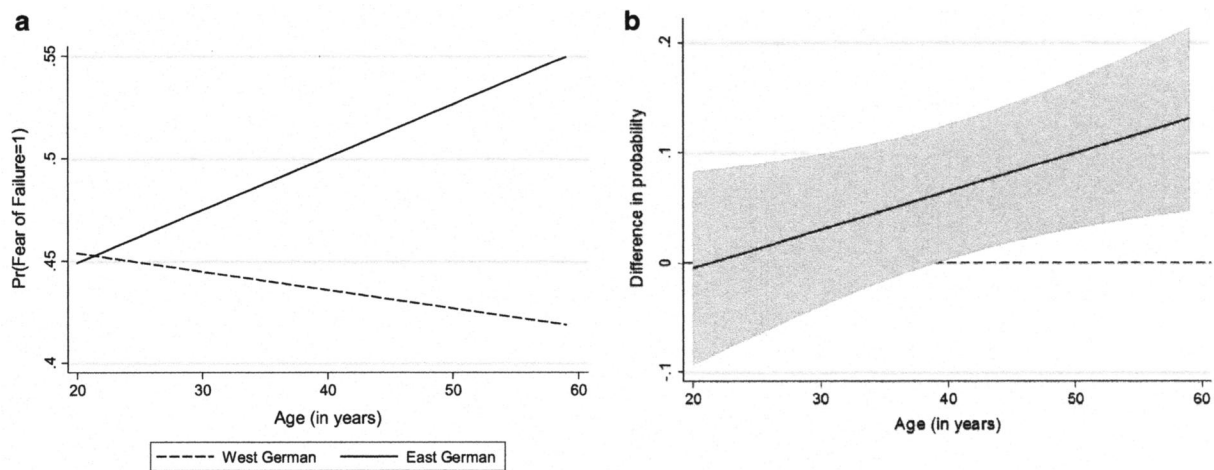 a
Pr(Fear of Failure=1)
.55
.5
.45
.4
20 30 40 50 60
Age (in years)
West German East German
b
Difference in probability
.2
.1
0
-.1
20 30 40 50 60
Age (in years)